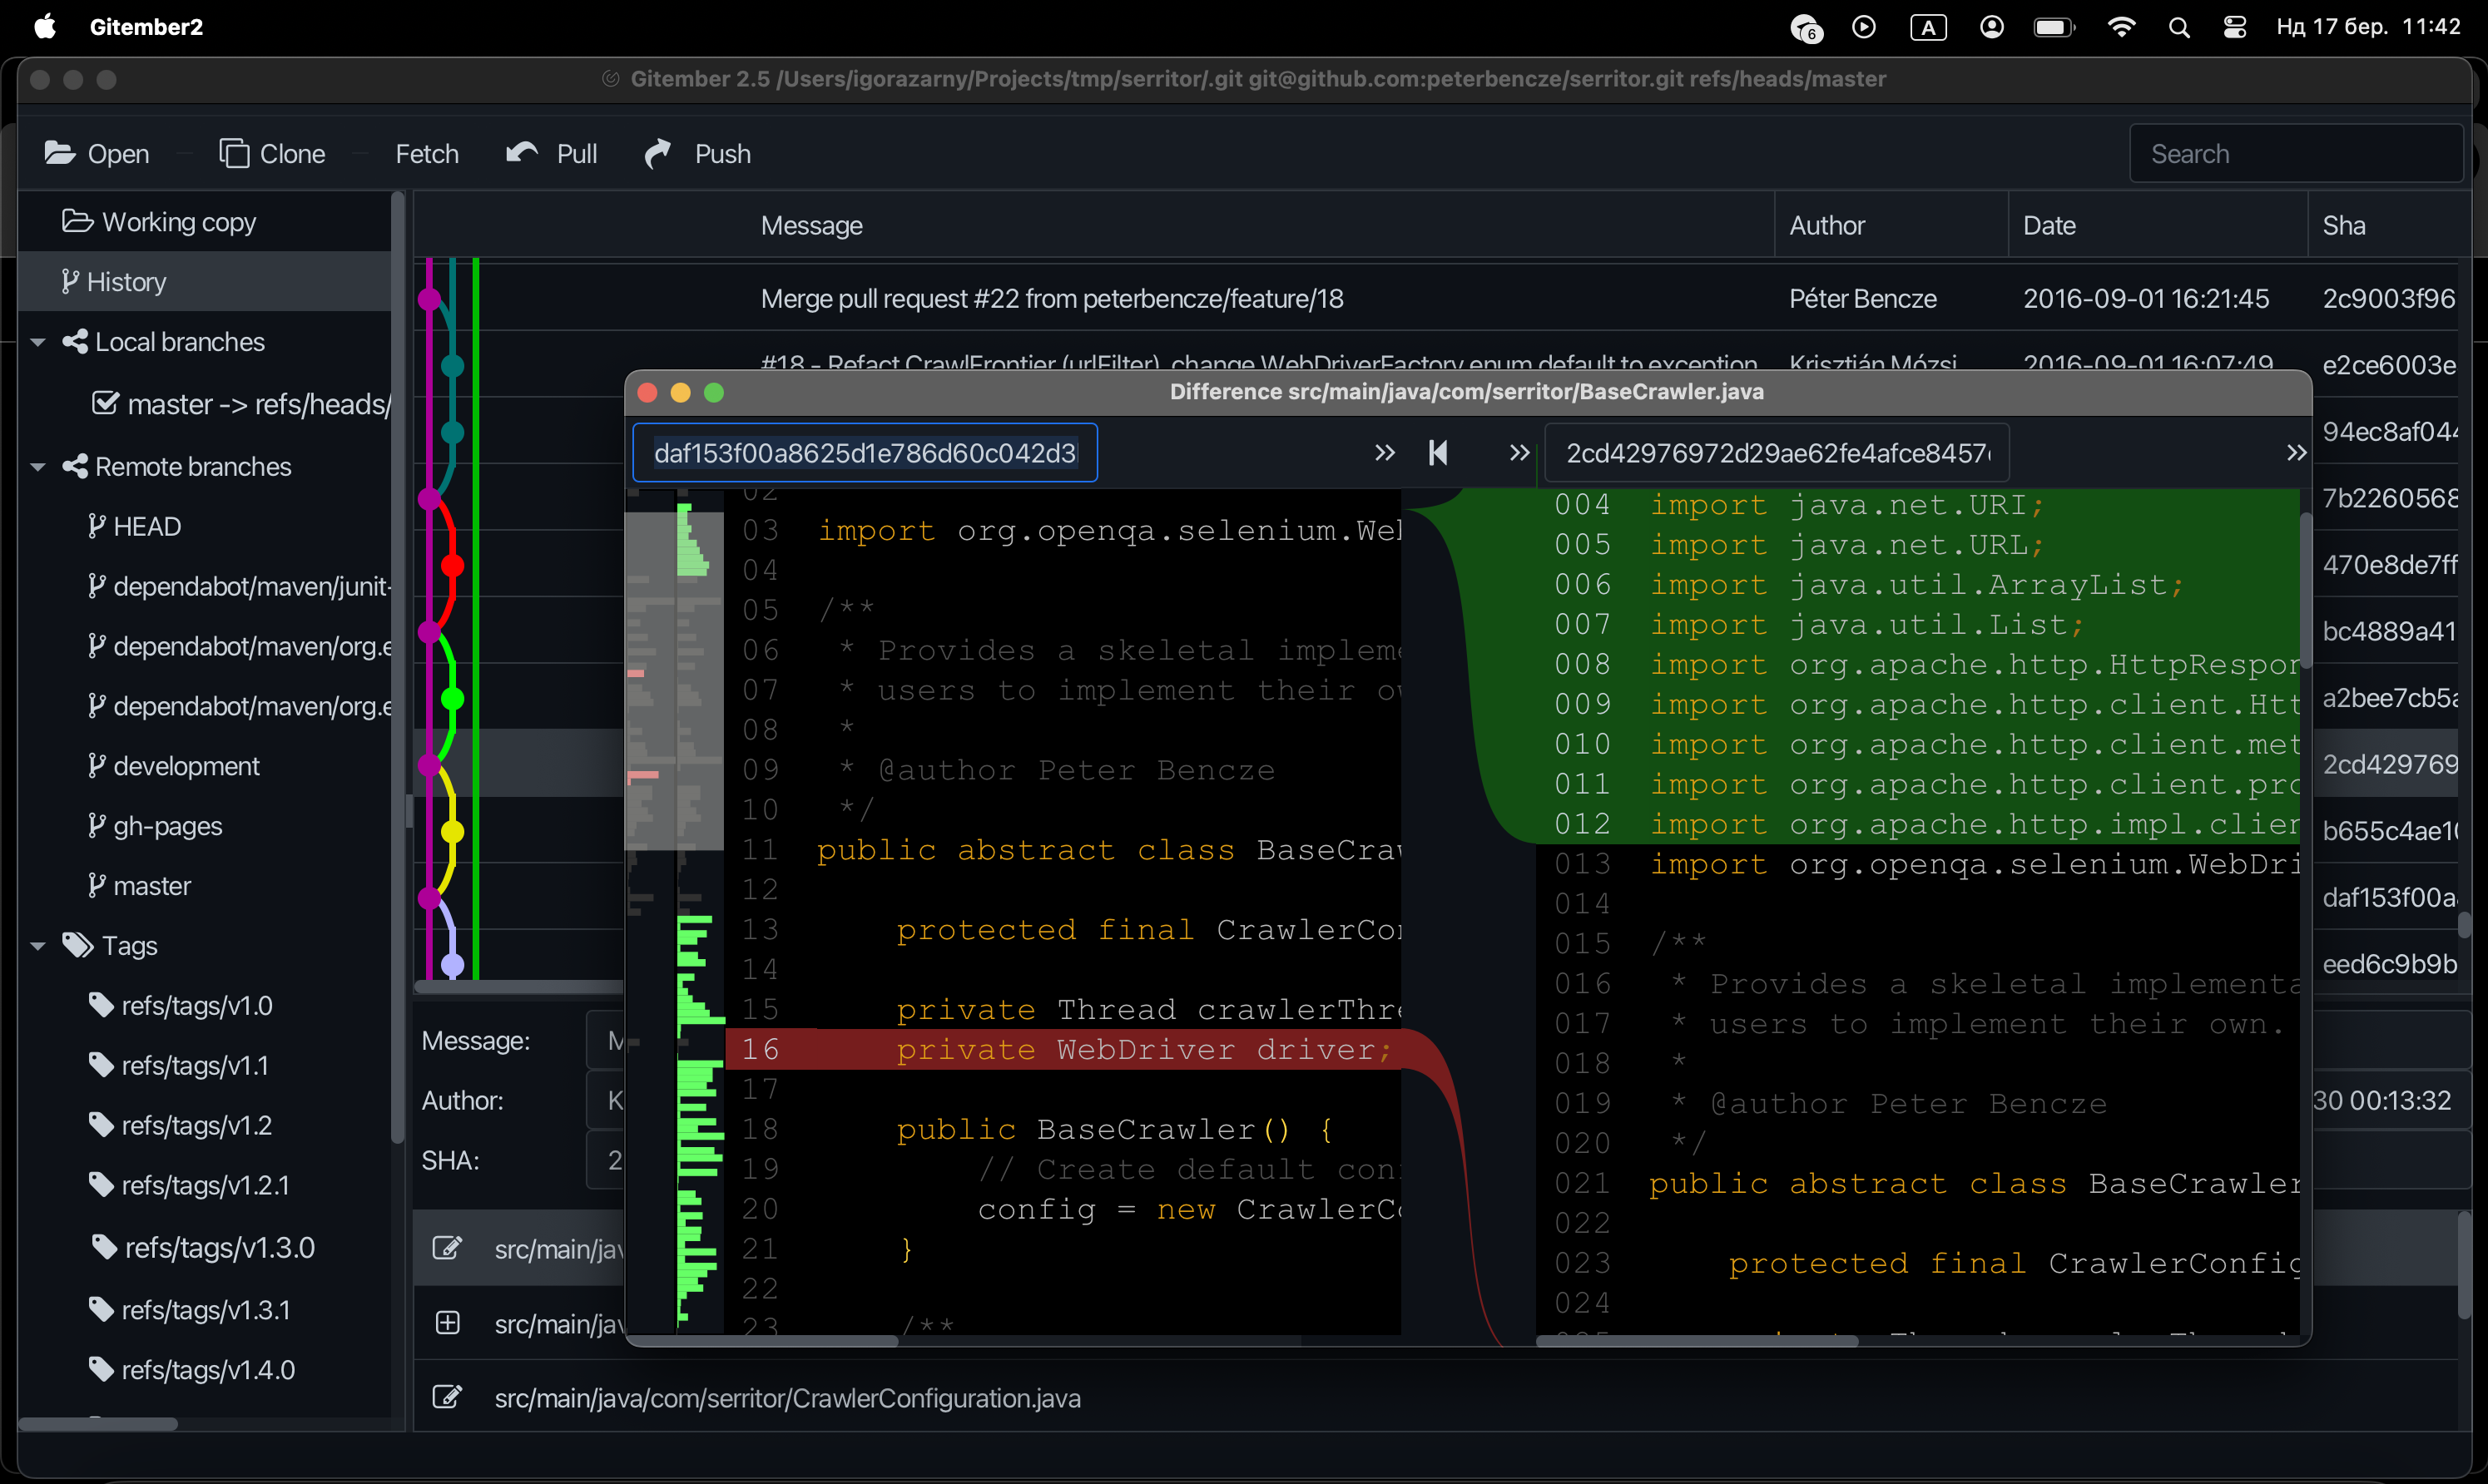 Gitember2
6
A
Нд 17 бер. 11:42
Gitember 2.5 /Users/igorazarny/Projects/tmp/serritor/.git git@github.com:peterbencze/serritor.git refs/heads/master
Open Clone Fetch Pull Push
Search
Working copy
History
Local branches
master -> refs/heads/
Remote branches
HEAD
dependabot/maven/junit-
dependabot/maven/org.e
dependabot/maven/org.e
development
gh-pages
master
Tags
refs/tags/v1.0
refs/tags/v1.1
refs/tags/v1.2
refs/tags/v1.2.1
refs/tags/v1.3.0
refs/tags/v1.3.1
refs/tags/v1.4.0
Message Author Date Sha
Merge pull request #22 from peterbencze/feature/18 Péter Bencze 2016-09-01 16:21:45 2c9003f96
#18 - Refact CrawlFrontier (urlFilter), change WebDriverFactory enum default to exception Krisztián Mózsi 2016-09-01 16:07:49 e2ce6003e
94ec8af044
7b2260568
470e8de7ff
bc4889a41
a2bee7cb5a
2cd429769
b655c4ae10
daf153f00a
eed6c9b9b
Difference src/main/java/com/serritor/BaseCrawler.java
daf153f00a8625d1e786d60c042d3
2cd42976972d29ae62fe4afce8457
02
03 import org.openqa.selenium.Web
04
05 /**
06 * Provides a skeletal impleme
07 * users to implement their ow
08 *
09 * @author Peter Bencze
10 */
11 public abstract class BaseCraw
12
13 protected final CrawlerCon
14
15 private Thread crawlerThre
16 private WebDriver driver;
17
18 public BaseCrawler() {
19 // Create default con
20 config = new CrawlerCo
21 }
22
23 /**
004 import java.net.URI;
005 import java.net.URL;
006 import java.util.ArrayList;
007 import java.util.List;
008 import org.apache.http.HttpRespon
009 import org.apache.http.client.Htt
010 import org.apache.http.client.met
011 import org.apache.http.client.pro
012 import org.apache.http.impl.clien
013 import org.openqa.selenium.WebDri
014
015 /**
016 * Provides a skeletal implementa
017 * users to implement their own.
018 *
019 * @author Peter Bencze
020 */
021 public abstract class BaseCrawler
022
023 protected final CrawlerConfig
024
Message: M
Author: K
30 00:13:32
SHA: 2
src/main/jav
src/main/jav
src/main/java/com/serritor/CrawlerConfiguration.java